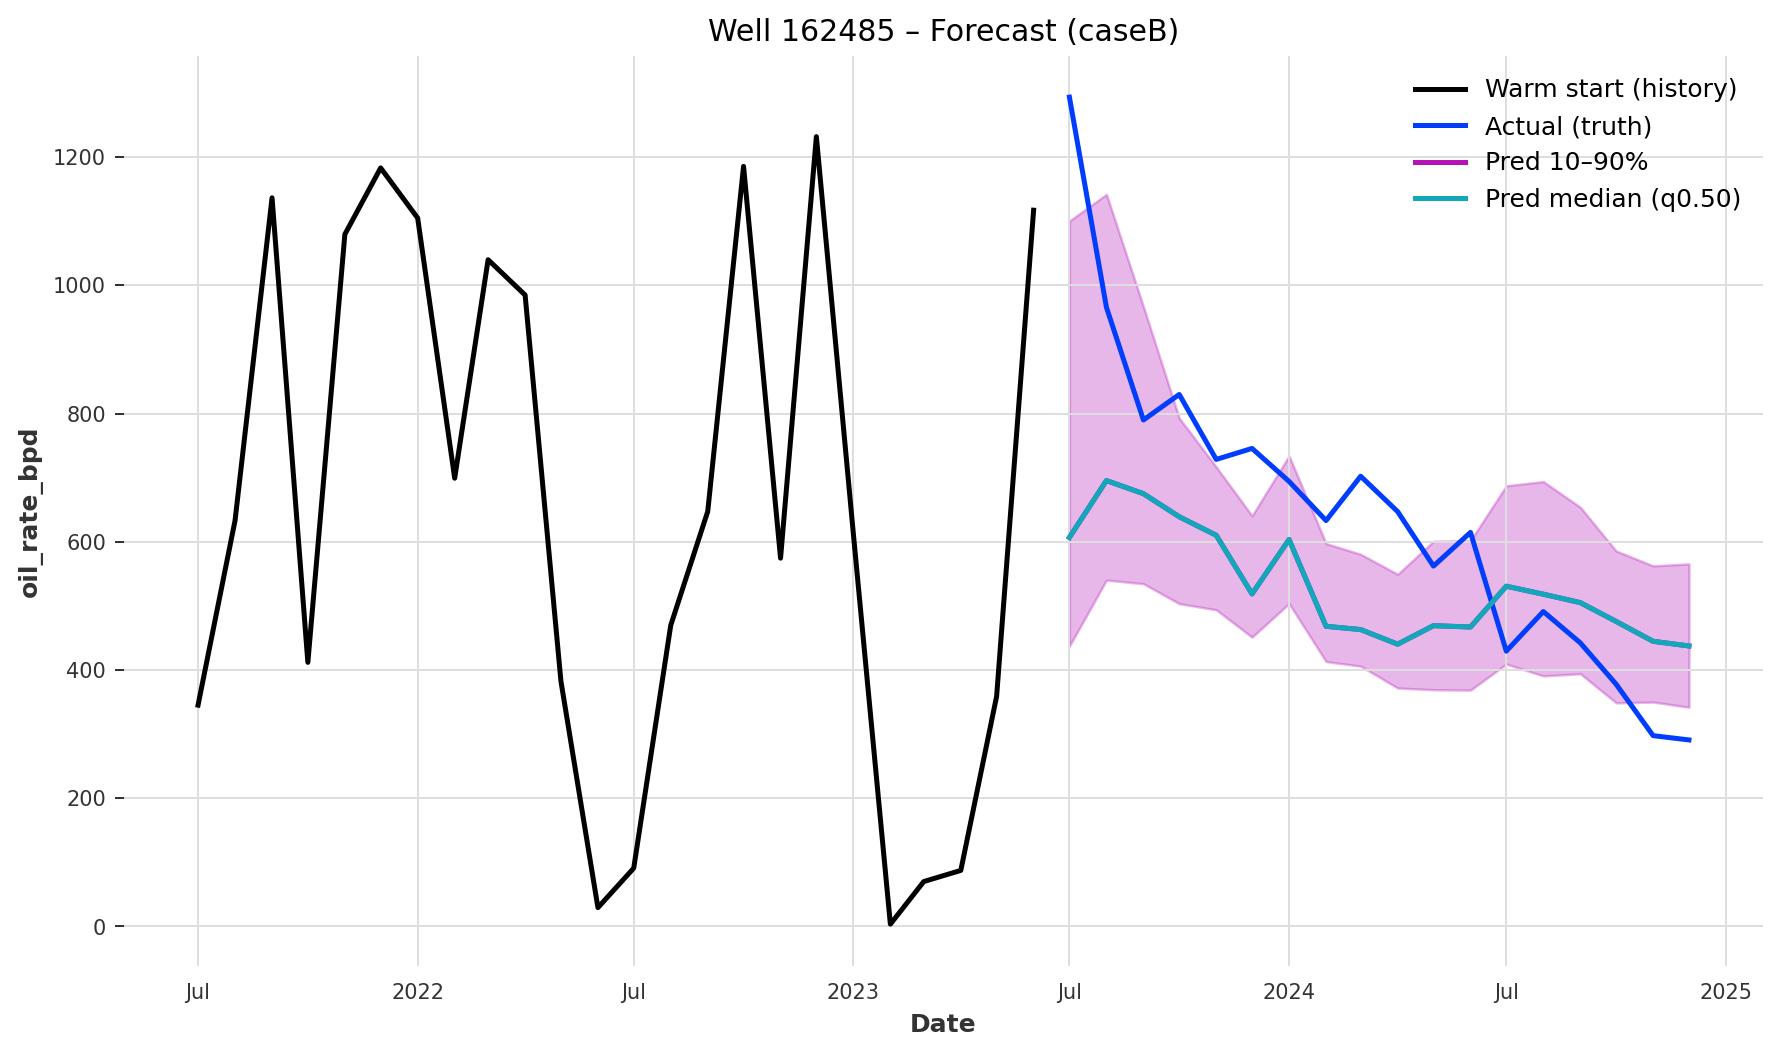 Well 162485 – Forecast (caseB)
Warm start (history)
Actual (truth)
Pred 10–90%
Pred median (q0.50)
oil_rate_bpd
1200
1000
800
600
400
200
0
Jul
2022
Jul
2023
Jul
2024
Jul
2025
Date